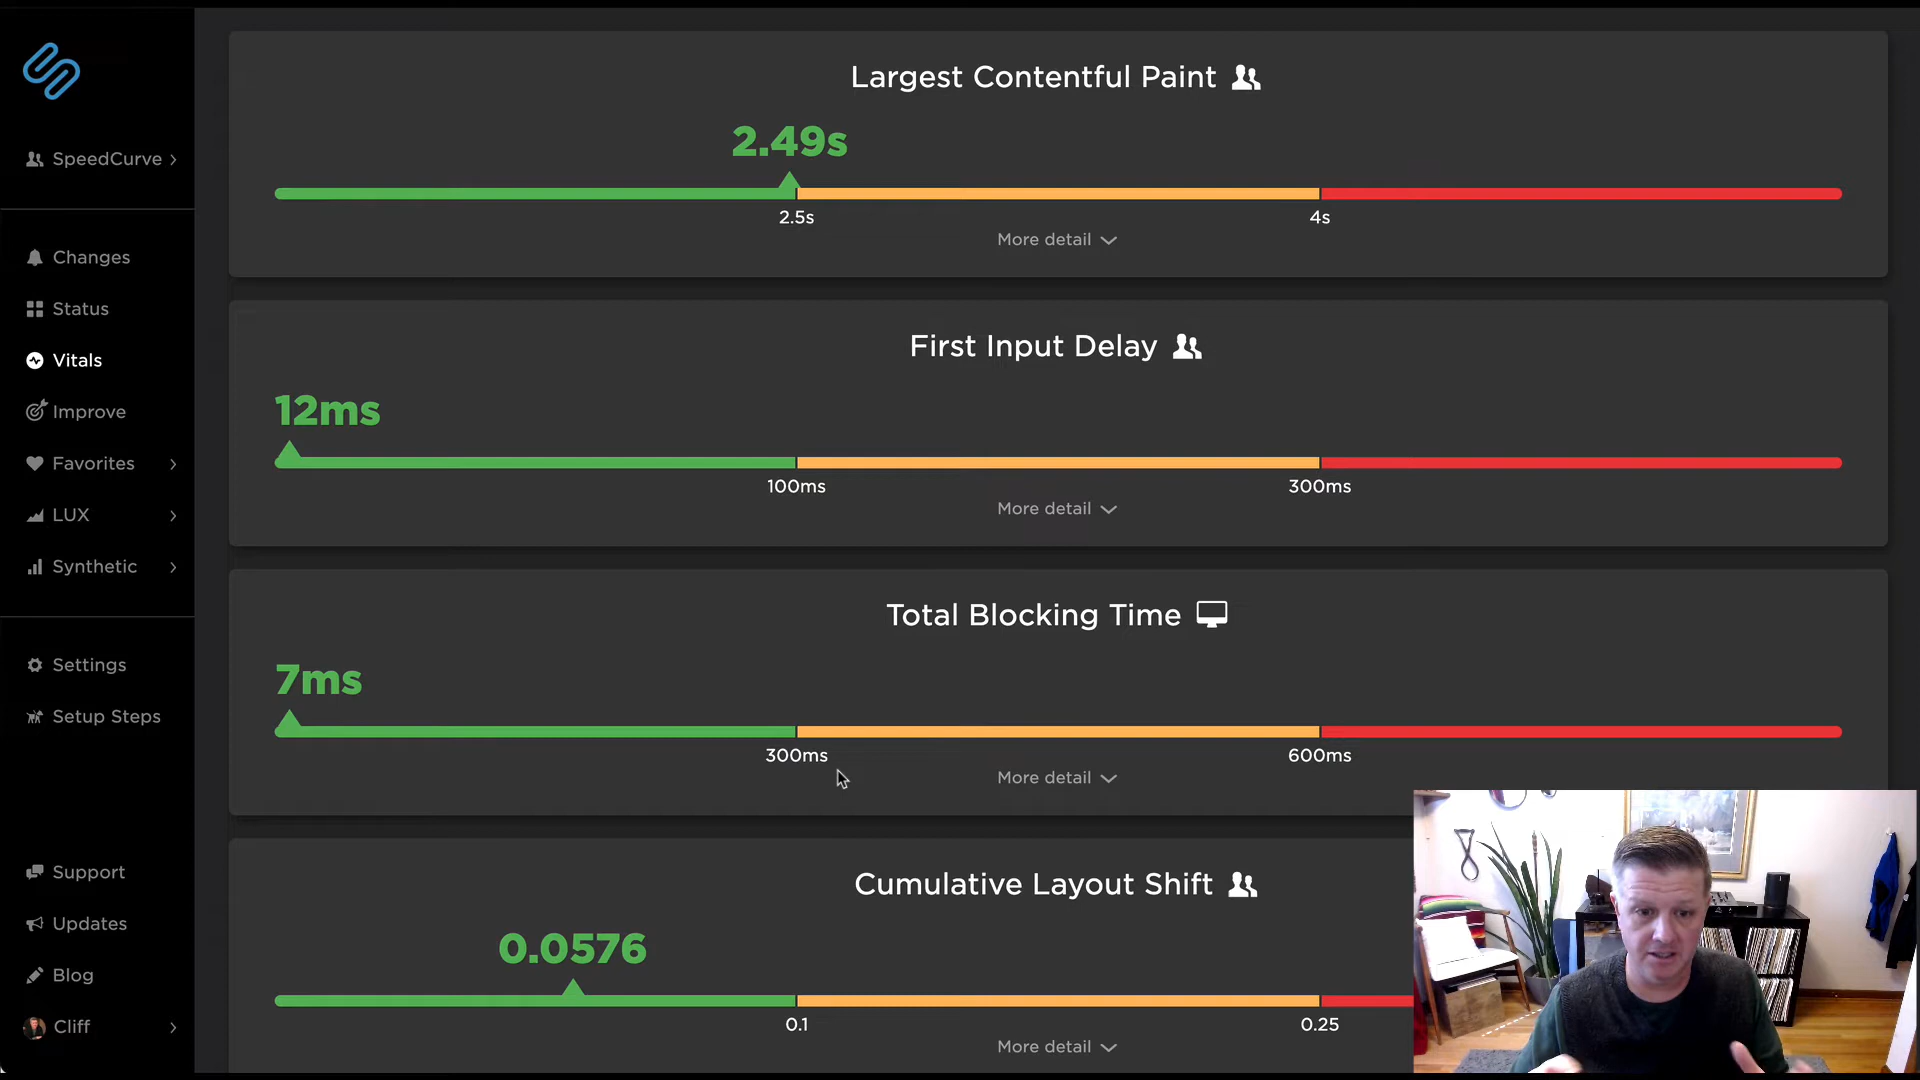 SpeedCurve
Changes
Status
Vitals
Improve
Favorites
LUX
Synthetic
Settings
Setup Steps
Support
Updates
Blog
Cliff
Largest Contentful Paint
2.49s
2.5s
4s
More detail
First Input Delay
12ms
100ms
300ms
More detail
Total Blocking Time
7ms
300ms
600ms
More detail
Cumulative Layout Shift
0.0576
0.1
0.25
More detail